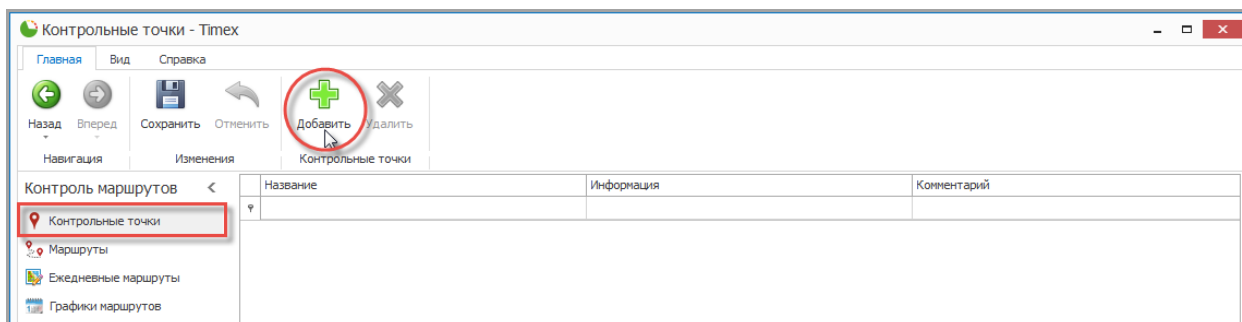 Контрольные точки - Timex
Главная Вид Справка
Назад Вперед Сохранить Отменить Добавить Удалить
Навигация Изменения Контрольные точки
Контроль маршрутов < Название Информация Комментарий
Контрольные точки
Маршруты
Ежедневные маршруты
Графики маршрутов